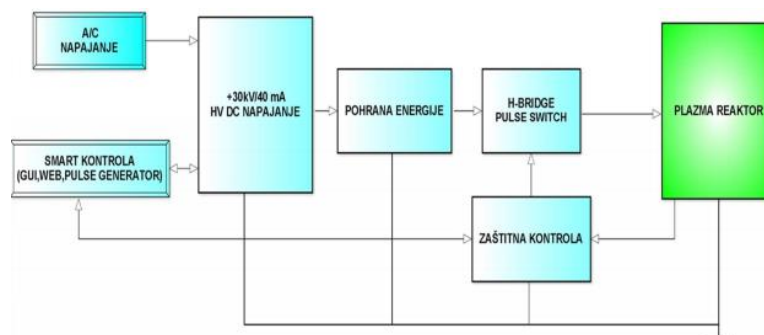 A/C
NAPAJANJE
+30kV/40 mA
HV DC NAPAJANJE
POHRANA ENERGIJE
H-BRIDGE
PULSE SWITCH
PLAZMA REAKTOR
SMART KONTROLA
(GUI,WEB,PULSE GENERATOR)
ZAŠTITNA KONTROLA